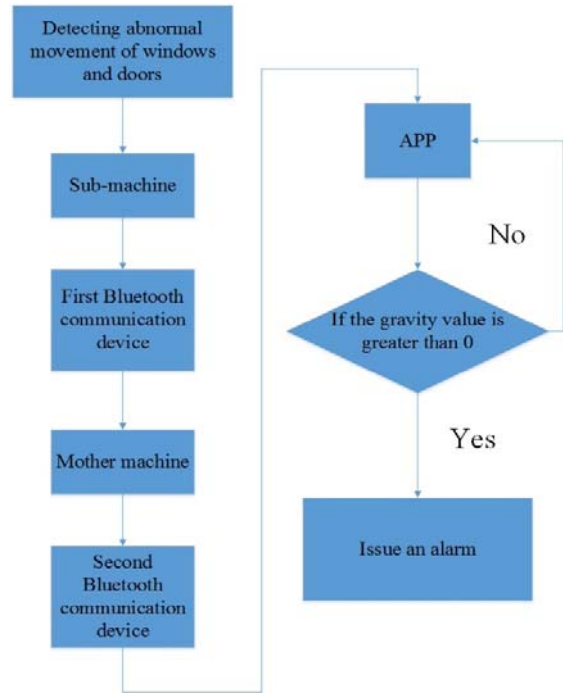 Detecting abnormal
movement of windows
and doors
Sub-machine
First Bluetooth
communication
device
Mother machine
Second
Bluetooth
communication
device
APP
No
If the gravity value is
greater than 0
Yes
Issue an alarm